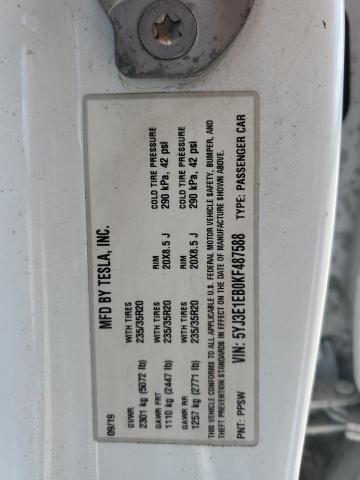 MFD BY TESLA, INC.
09/19
GVWR WITH TIRES RIM COLD TIRE PRESSURE
2301 kg (5072 lb) 235/35R20
GAWR FRT WITH TIRES RIM COLD TIRE PRESSURE
1110 kg (2447 lb) 235/35R20 20X8.5 J 290 kPa, 42 psi
GAWR RR WITH TIRES RIM COLD TIRE PRESSURE
1257 kg (2771 lb) 235/35R20 20X8.5 J 290 kPa, 42 psi
THIS VEHICLE CONFORMS TO ALL APPLICABLE U.S. FEDERAL MOTOR VEHICLE SAFETY, BUMPER, AND
THEFT PREVENTION STANDARDS IN EFFECT ON THE DATE OF MANUFACTURE SHOWN ABOVE.
VIN: 5YJ3E1EB0KF487588 TYPE: PASSENGER CAR
PNT: PPSW